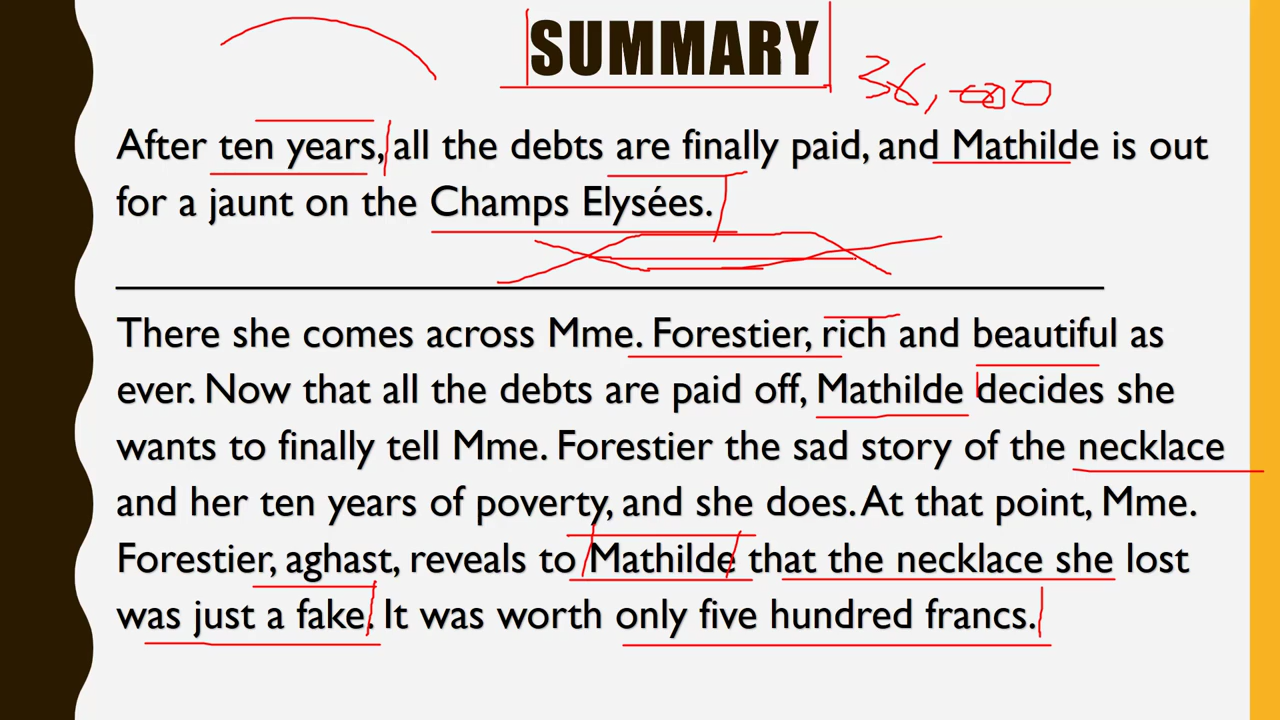 SUMMARY
36,000
After ten years, all the debts are finally paid, and Mathilde is out
for a jaunt on the Champs Elysées.
There she comes across Mme. Forestier, rich and beautiful as
ever. Now that all the debts are paid off, Mathilde decides she
wants to finally tell Mme. Forestier the sad story of the necklace
and her ten years of poverty, and she does. At that point, Mme.
Forestier, aghast, reveals to Mathilde that the necklace she lost
was just a fake. It was worth only five hundred francs.